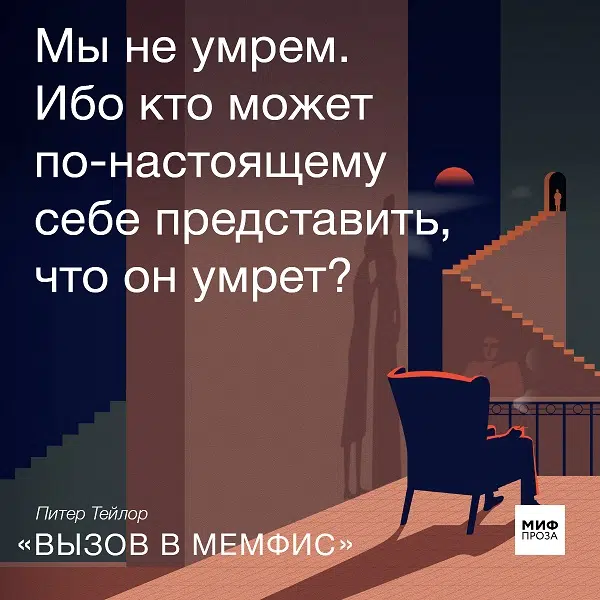 Мы не умрем.
Ибо кто может
по-настоящему
себе представить,
что он умрет?
Питер Тейлор
«ВЫЗОВ В МЕМФИС»
МИФ
ПРОЗА